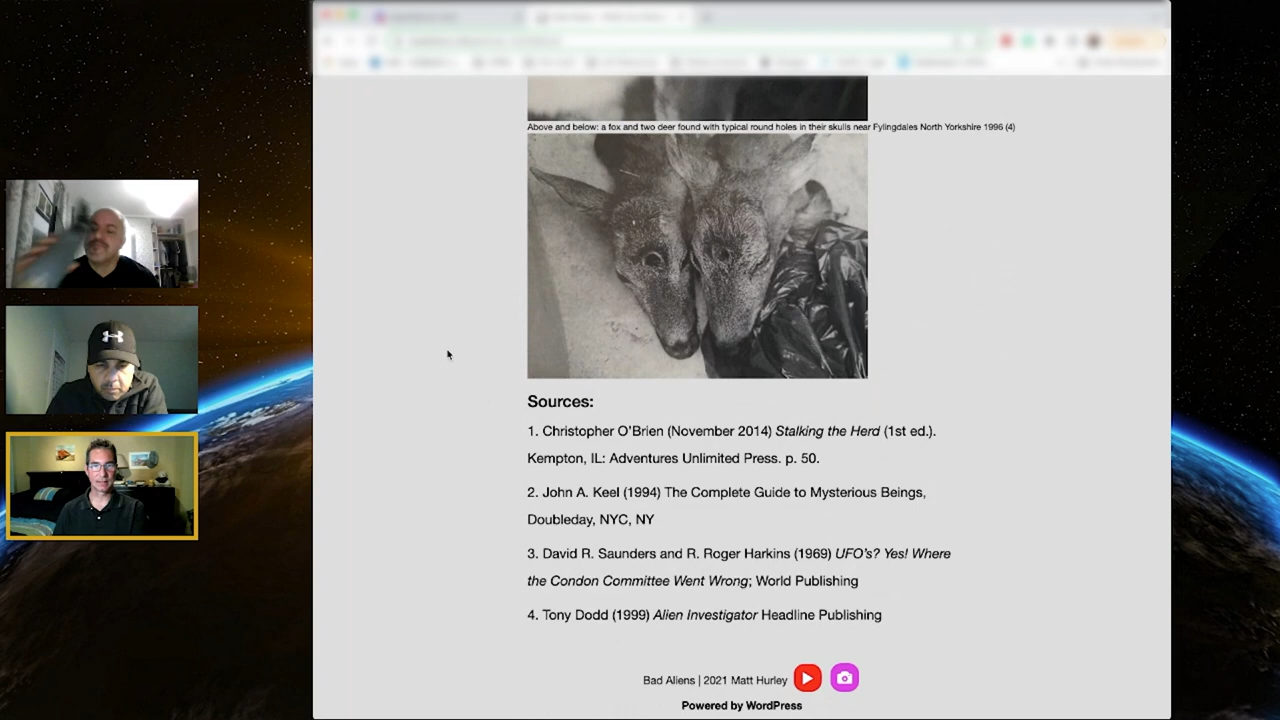 Above and below: a fox and two deer found with typical round holes in their skulls near Fylingdales North Yorkshire 1996 (4)
Sources:
1. Christopher O'Brien (November 2014) Stalking the Herd (1st ed.).
Kempton, IL: Adventures Unlimited Press. p. 50.
2. John A. Keel (1994) The Complete Guide to Mysterious Beings,
Doubleday, NYC, NY
3. David R. Saunders and R. Roger Harkins (1969) UFO's? Yes! Where
the Condon Committee Went Wrong; World Publishing
4. Tony Dodd (1999) Alien Investigator Headline Publishing
Bad Aliens | 2021 Matt Hurley
Powered by WordPress